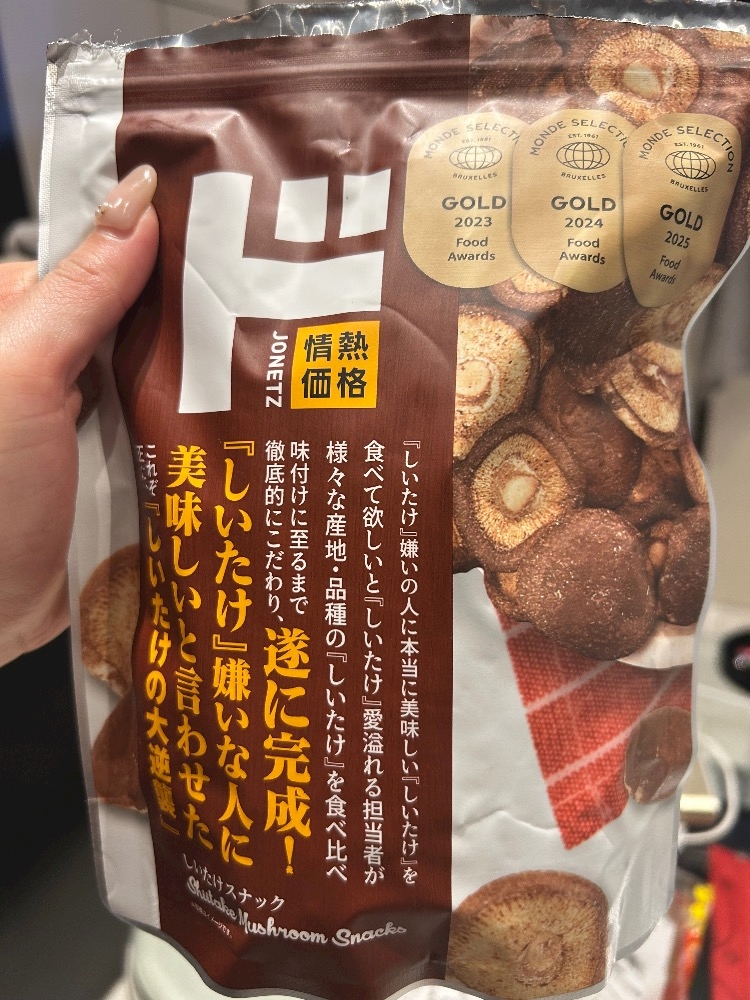 MONDE SELECTION
EST. 1961
BRUXELLES
GOLD
2023
Food
Awards
MONDE SELECTION
EST. 1961
BRUXELLES
GOLD
2024
Food
Awards
MONDE SELECTION
EST. 1961
BRUXELLES
GOLD
2025
Food
Awards
ド
JONETZ
情熱
価格
『しいたけ』嫌いの人に本当に美味しい『しいたけ』を
食べて欲しいと『しいたけ』愛溢れる担当者が
様々な産地・品種の『しいたけ』を食べ比べ
味付けに至るまで
徹底的にこだわり、
遂に完成!
『しいたけ』嫌いな人に
美味しいと言わせた
これぞ
『しいたけの大逆襲』
しいたけスナック
Shiitake Mushroom Snacks